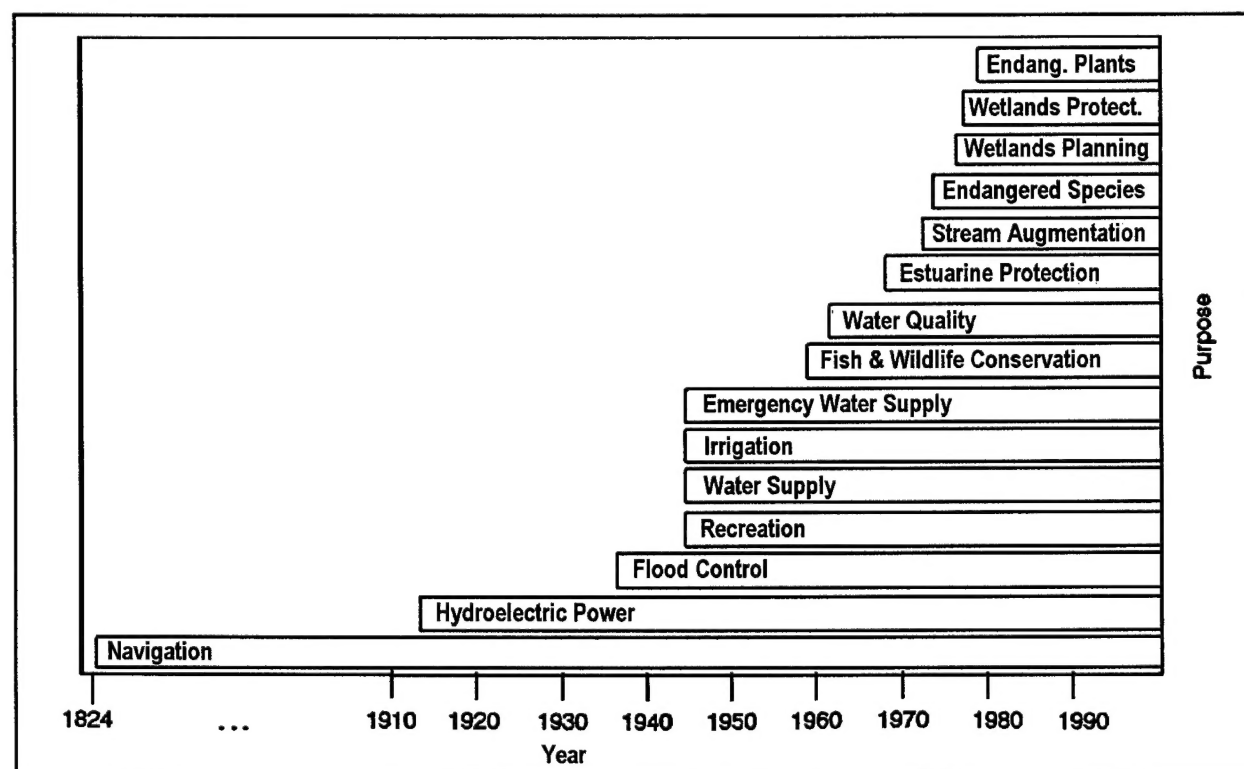 Endang. Plants
Wetlands Protect.
Wetlands Planning
Endangered Species
Stream Augmentation
Estuarine Protection
Water Quality
Fish & Wildlife Conservation
Emergency Water Supply
Irrigation
Water Supply
Recreation
Flood Control
Hydroelectric Power
Navigation
Purpose
1824 ... 1910 1920 1930 1940 1950 1960 1970 1980 1990
Year